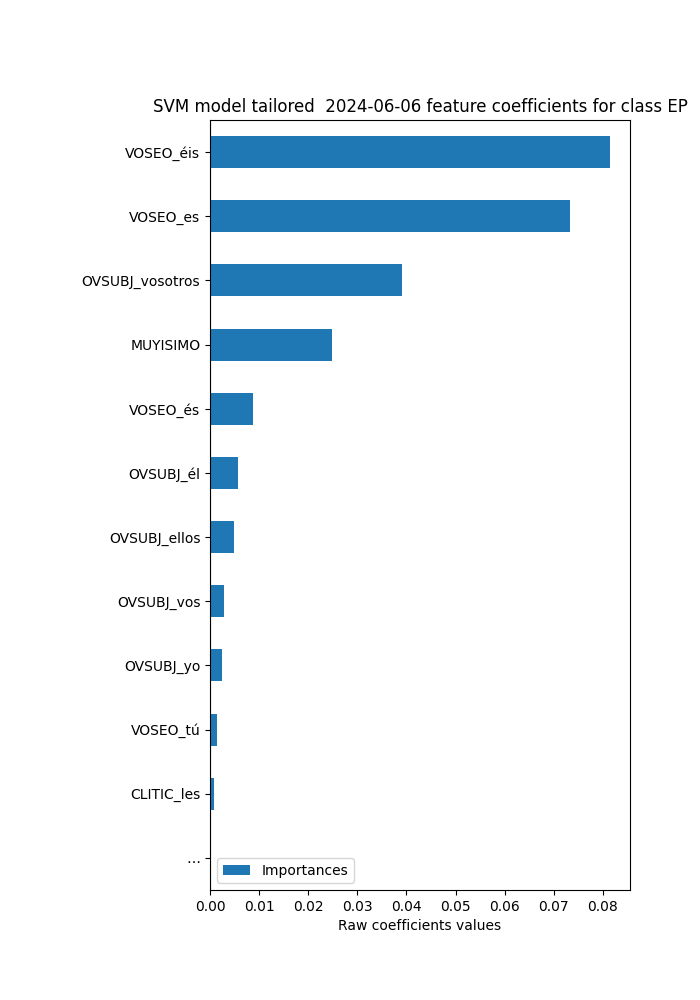 SVM model tailored  2024-06-06 feature coefficients for class EP
VOSEO_éis
VOSEO_es
OVSUBJ_vosotros
MUYISIMO
VOSEO_és
OVSUBJ_él
OVSUBJ_ellos
OVSUBJ_vos
OVSUBJ_yo
VOSEO_tú
CLITIC_les
...
Importances
0.00 0.01 0.02 0.03 0.04 0.05 0.06 0.07 0.08
Raw coefficients values